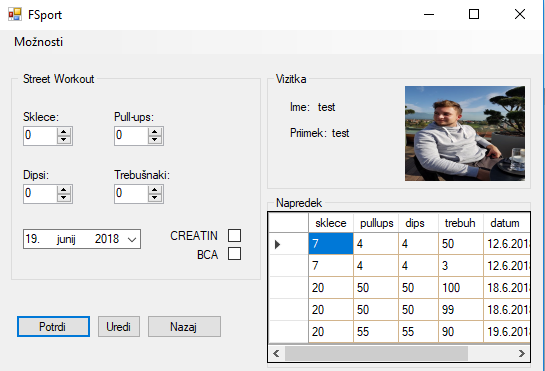 FSport
Možnosti
Street Workout
Sklece: Pull-ups:
0 0
Dipsi: Trebušnaki:
0 0
19. junij 2018
CREATIN
BCA
Potrdi Uredi Nazaj
Vizitka
Ime: test
Priimek: test
Napredek
sklece pullups dips trebuh datum
7 4 4 50 12.6.201
7 4 4 3 12.6.201
20 50 50 100 18.6.201
20 50 50 99 18.6.201
20 55 55 90 19.6.201